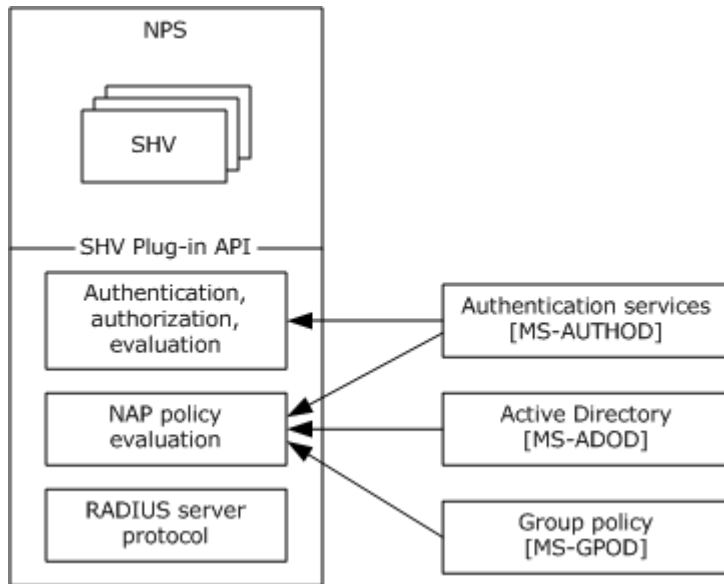 NPS
SHV
SHV Plug-in API
Authentication,
authorization,
evaluation
NAP policy
evaluation
RADIUS server
protocol
Authentication services
[MS-AUTHOD]
Active Directory
[MS-ADOD]
Group policy
[MS-GPOD]